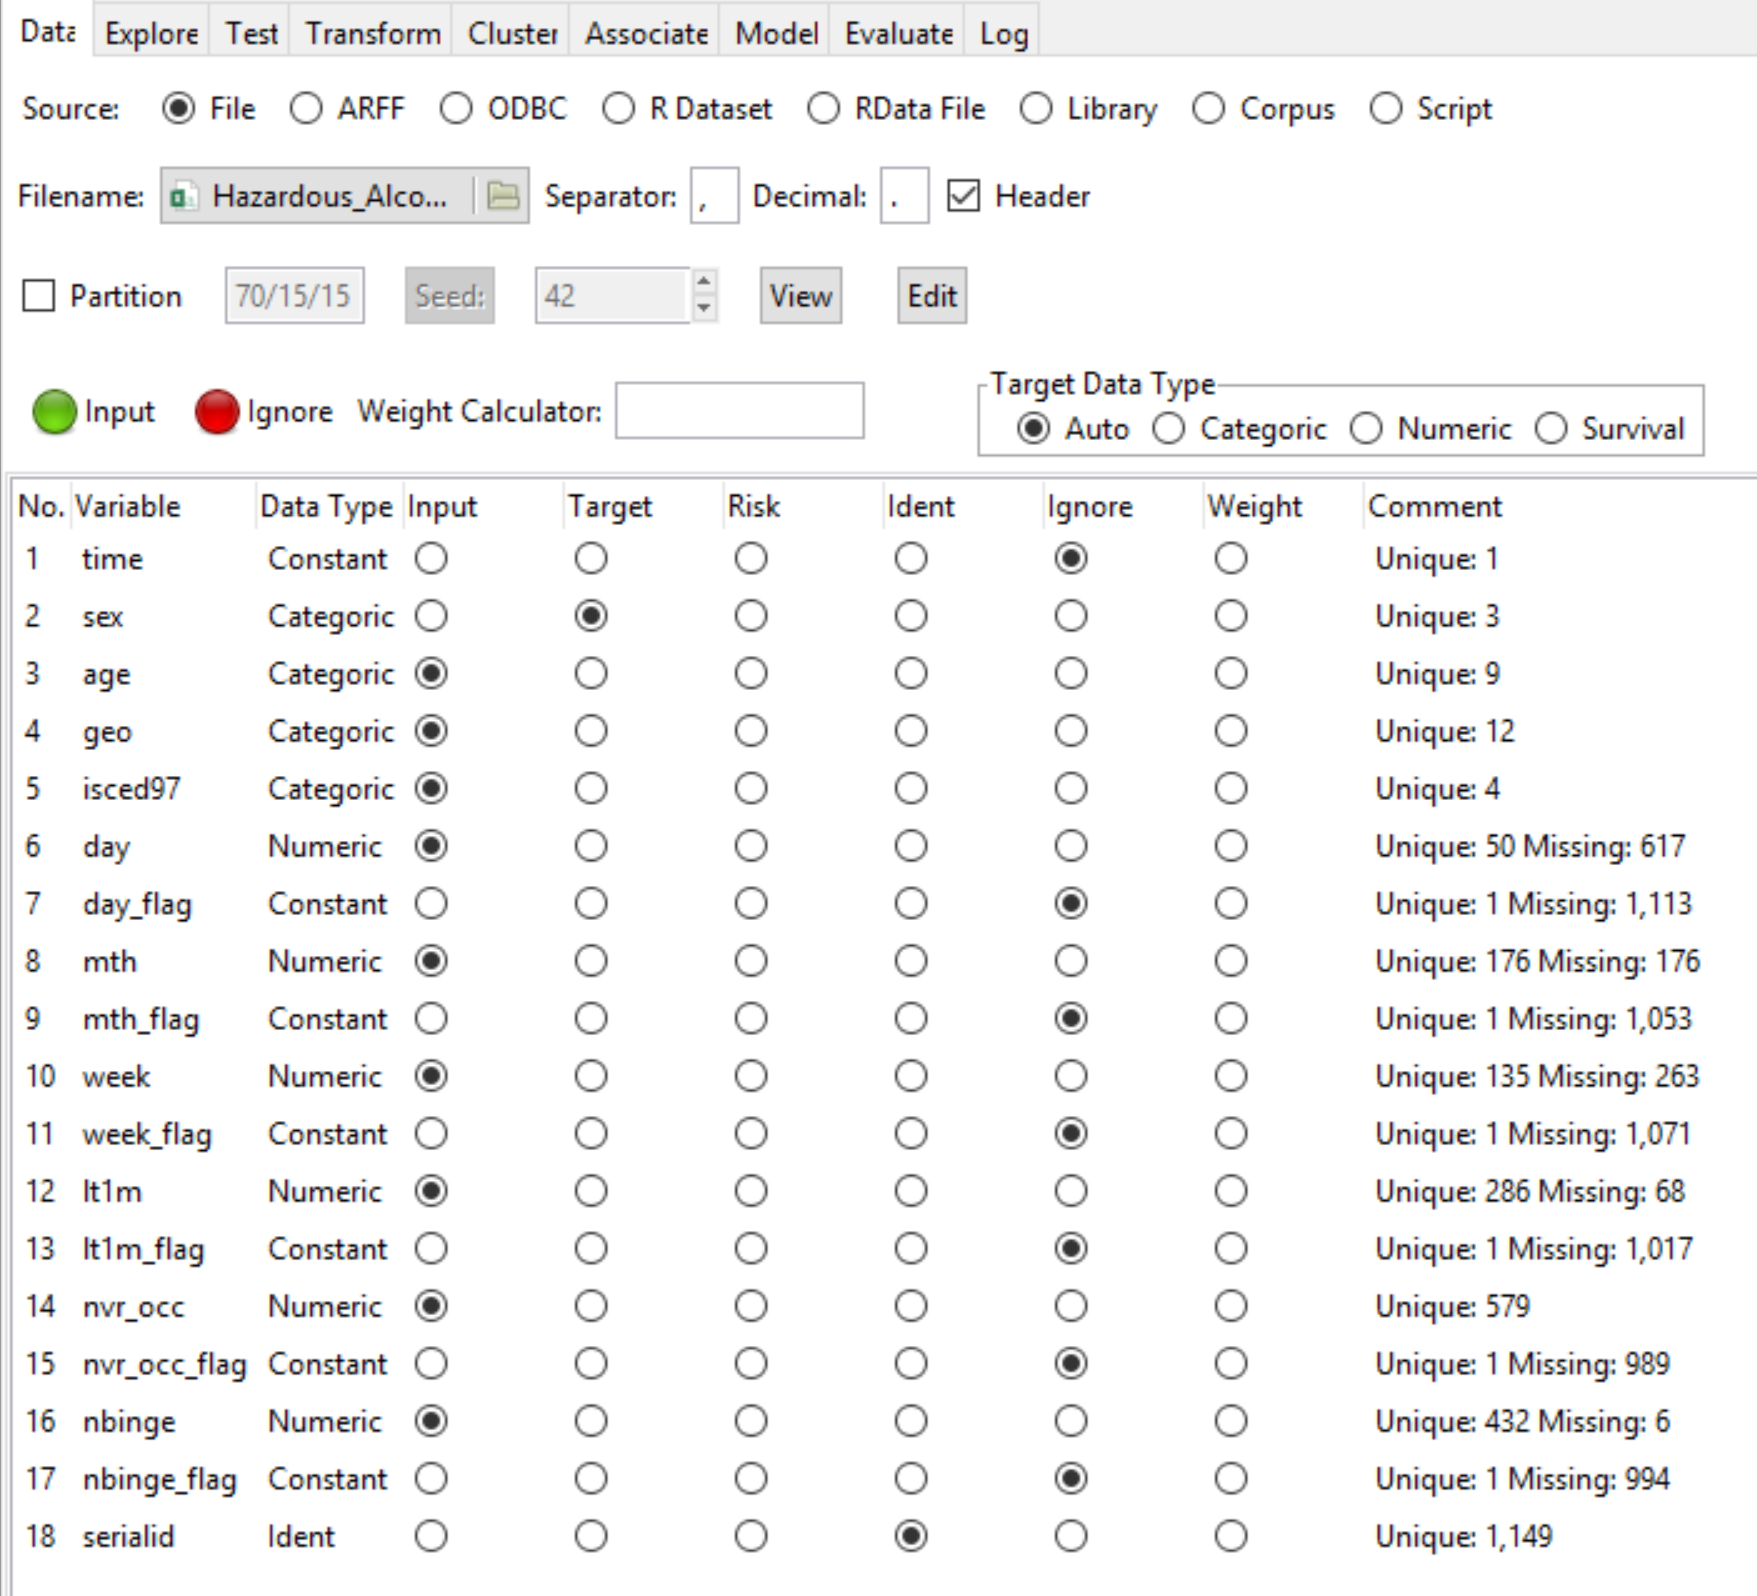 Data Explore Test Transform Cluster Associate Model Evaluate Log
Source: File ARFF ODBC R Dataset RData File Library Corpus Script
Filename: Hazardous_Alco... Separator: , Decimal: . Header
Partition 70/15/15 Seed: 42 View Edit
Target Data Type
Input Ignore Weight Calculator: Auto Categoric Numeric Survival
No. Variable Data Type Input Target Risk Ident Ignore Weight Comment
1 time Constant Unique: 1
2 sex Categoric Unique: 3
3 age Categoric Unique: 9
4 geo Categoric Unique: 12
5 isced97 Categoric Unique: 4
6 day Numeric Unique: 50 Missing: 617
7 day_flag Constant Unique: 1 Missing: 1,113
8 mth Numeric Unique: 176 Missing: 176
9 mth_flag Constant Unique: 1 Missing: 1,053
10 week Numeric Unique: 135 Missing: 263
11 week_flag Constant Unique: 1 Missing: 1,071
12 lt1m Numeric Unique: 286 Missing: 68
13 lt1m_flag Constant Unique: 1 Missing: 1,017
14 nvr_occ Numeric Unique: 579
15 nvr_occ_flag Constant Unique: 1 Missing: 989
16 nbinge Numeric Unique: 432 Missing: 6
17 nbinge_flag Constant Unique: 1 Missing: 994
18 serialid Ident Unique: 1,149